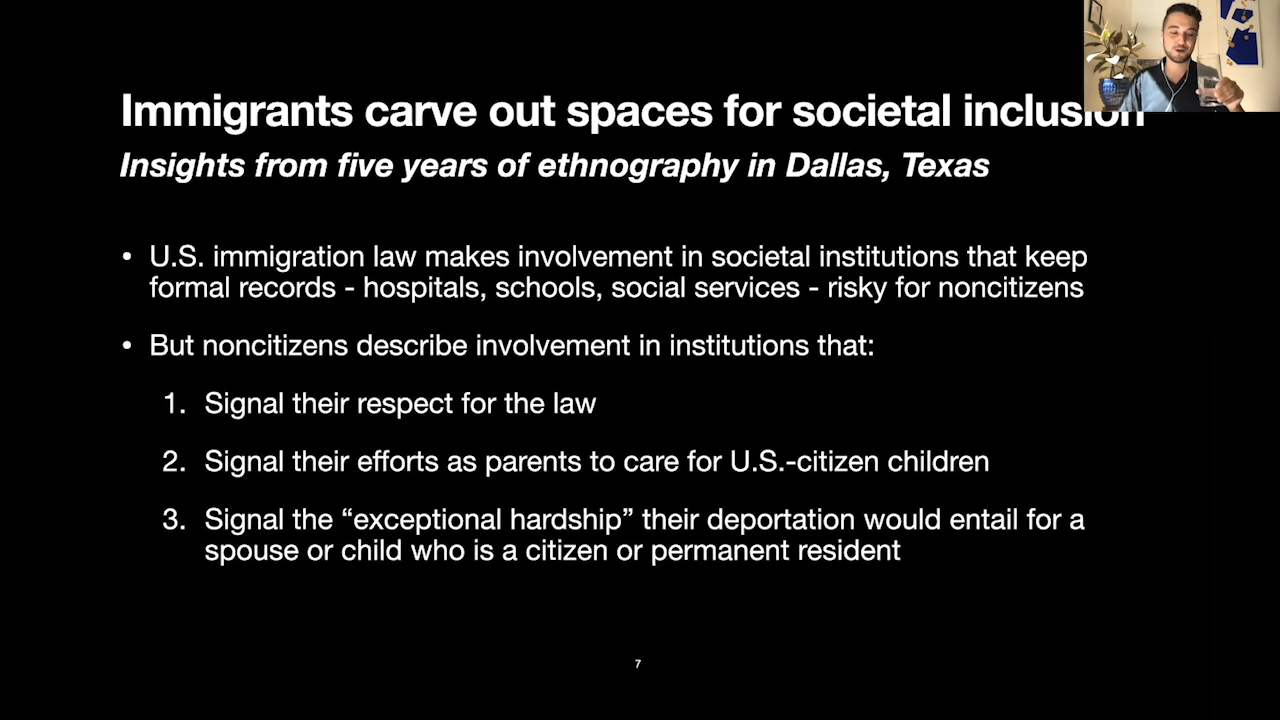 Immigrants carve out spaces for societal inclusion
Insights from five years of ethnography in Dallas, Texas
• U.S. immigration law makes involvement in societal institutions that keep
formal records - hospitals, schools, social services - risky for noncitizens
• But noncitizens describe involvement in institutions that:
1. Signal their respect for the law
2. Signal their efforts as parents to care for U.S.-citizen children
3. Signal the “exceptional hardship” their deportation would entail for a
spouse or child who is a citizen or permanent resident
7